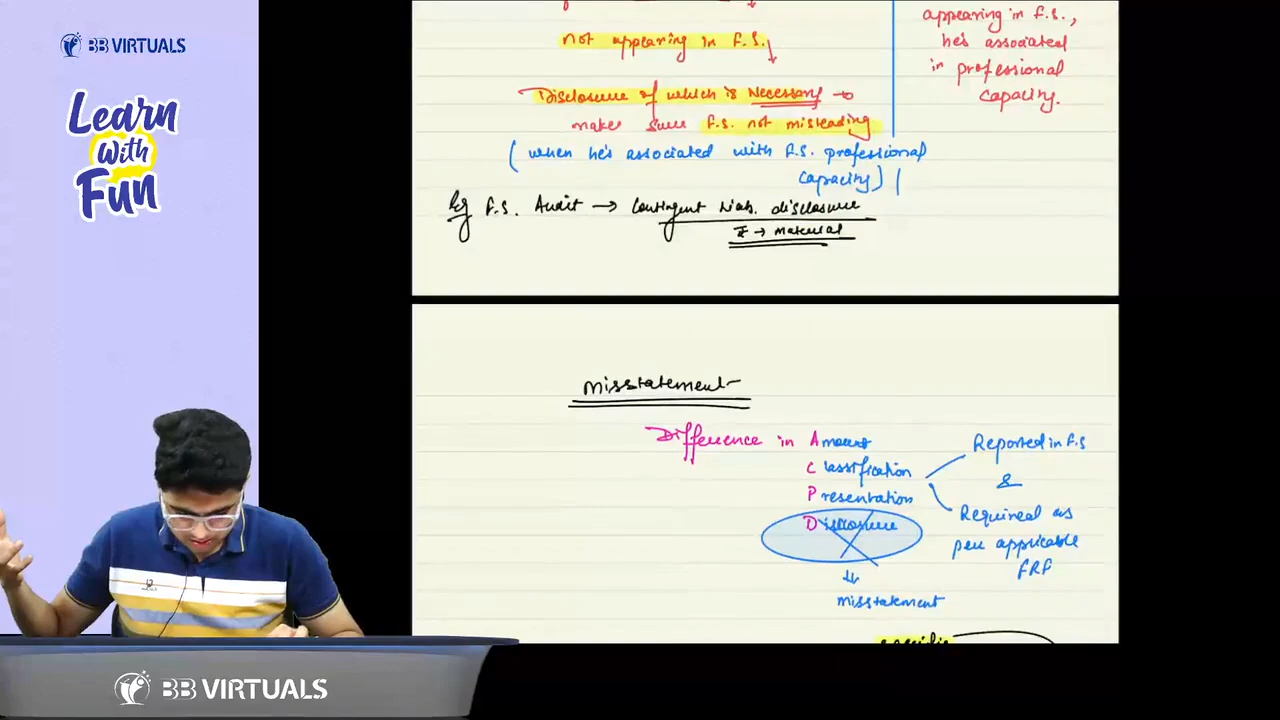 BB VIRTUALS
Learn
With
Fun
not appearing in F.S.
Disclosure of which is Necessary →
makes sure F.S. not misleading
(when he's associated with F.S. professional
capacity)
Eg F.S. Audit → Contingent Liab. disclosure
→ material
appearing in F.S.,
he's associated
in professional
capacity.
Misstatement
Difference in Amount
Classification
Presentation
Disclosure
misstatement
Reported in F.S
&
Required as
per applicable
FRF
BB VIRTUALS